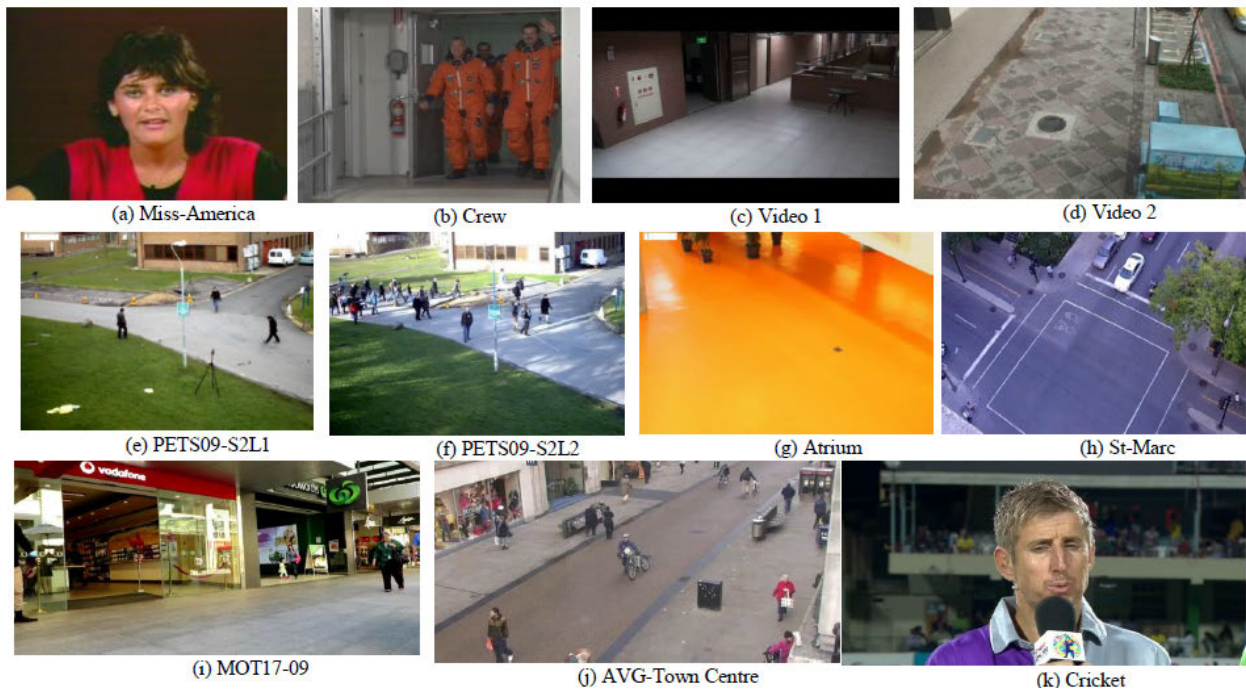 (a) Miss-America
(b) Crew
(c) Video 1
(d) Video 2
(e) PETS09-S2L1
(f) PETS09-S2L2
(g) Atrium
(h) St-Marc
vodafone
(i) MOT17-09
(j) AVG-Town Centre
(k) Cricket